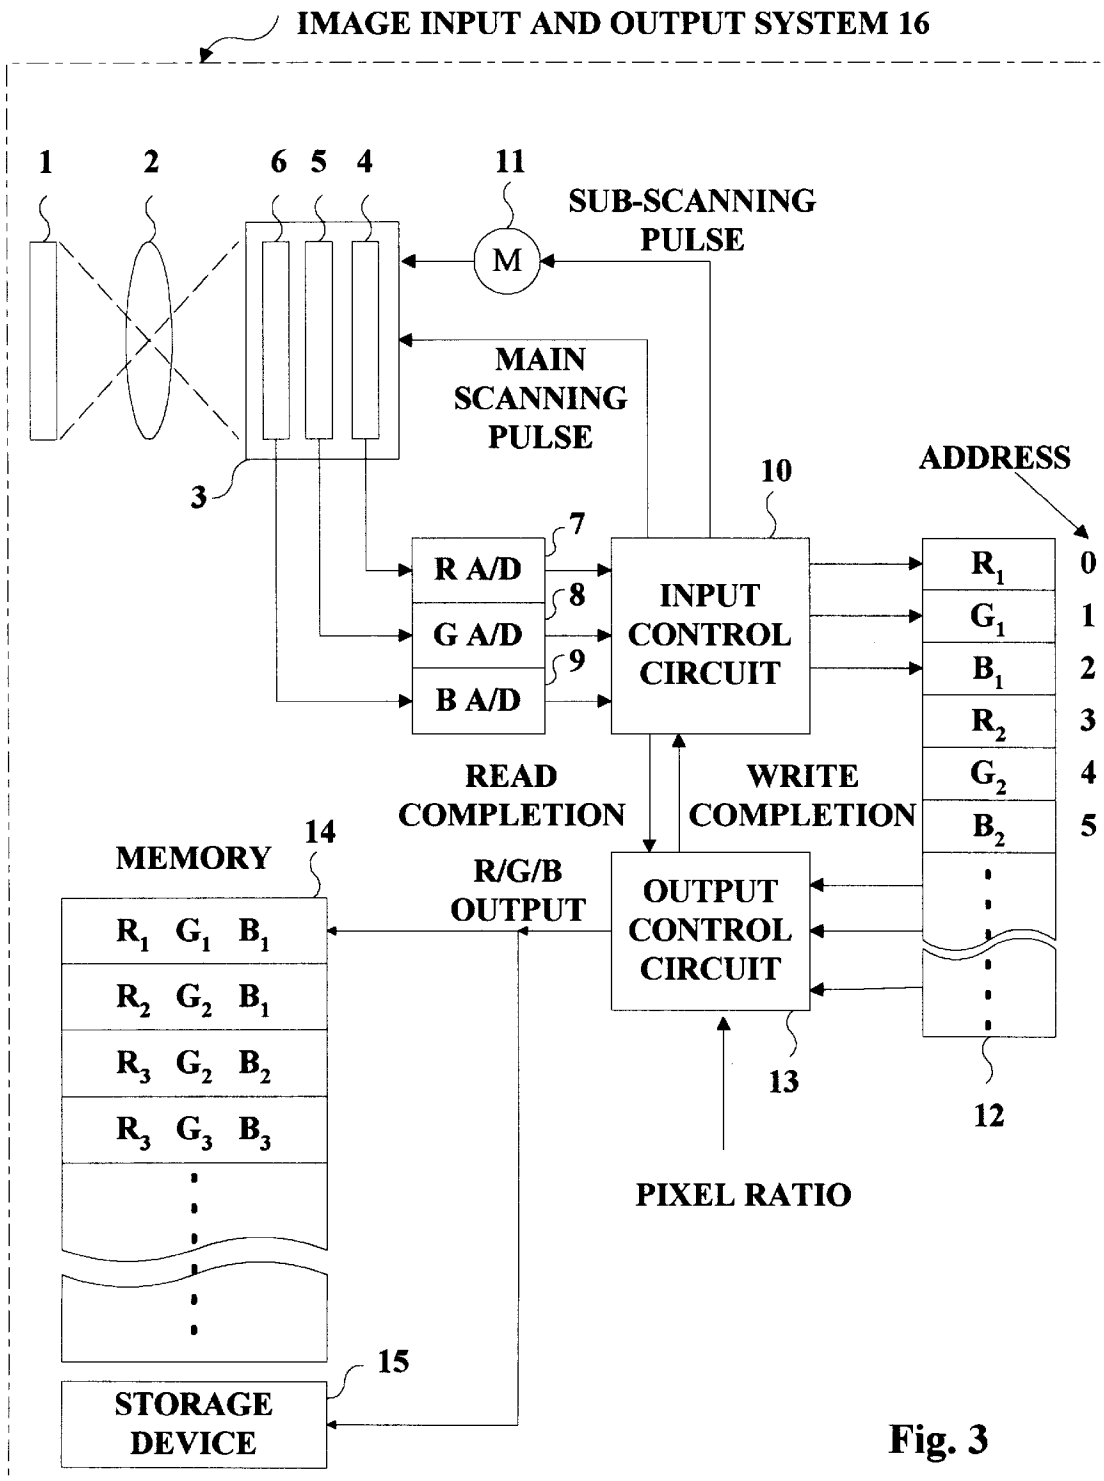 IMAGE INPUT AND OUTPUT SYSTEM 16
1 2 6 5 4 11
SUB-SCANNING
PULSE
M
MAIN
SCANNING
PULSE
3
10
ADDRESS
7
R A/D
8
G A/D
9
B A/D
INPUT
CONTROL
CIRCUIT
R1 0
G1 1
B1 2
R2 3
G2 4
B2 5
READ
COMPLETION
WRITE
COMPLETION
14
MEMORY
R/G/B
OUTPUT
OUTPUT
CONTROL
CIRCUIT
R1 G1 B1
R2 G2 B1
R3 G2 B2
R3 G3 B3
13
12
PIXEL RATIO
15
STORAGE
DEVICE
Fig. 3